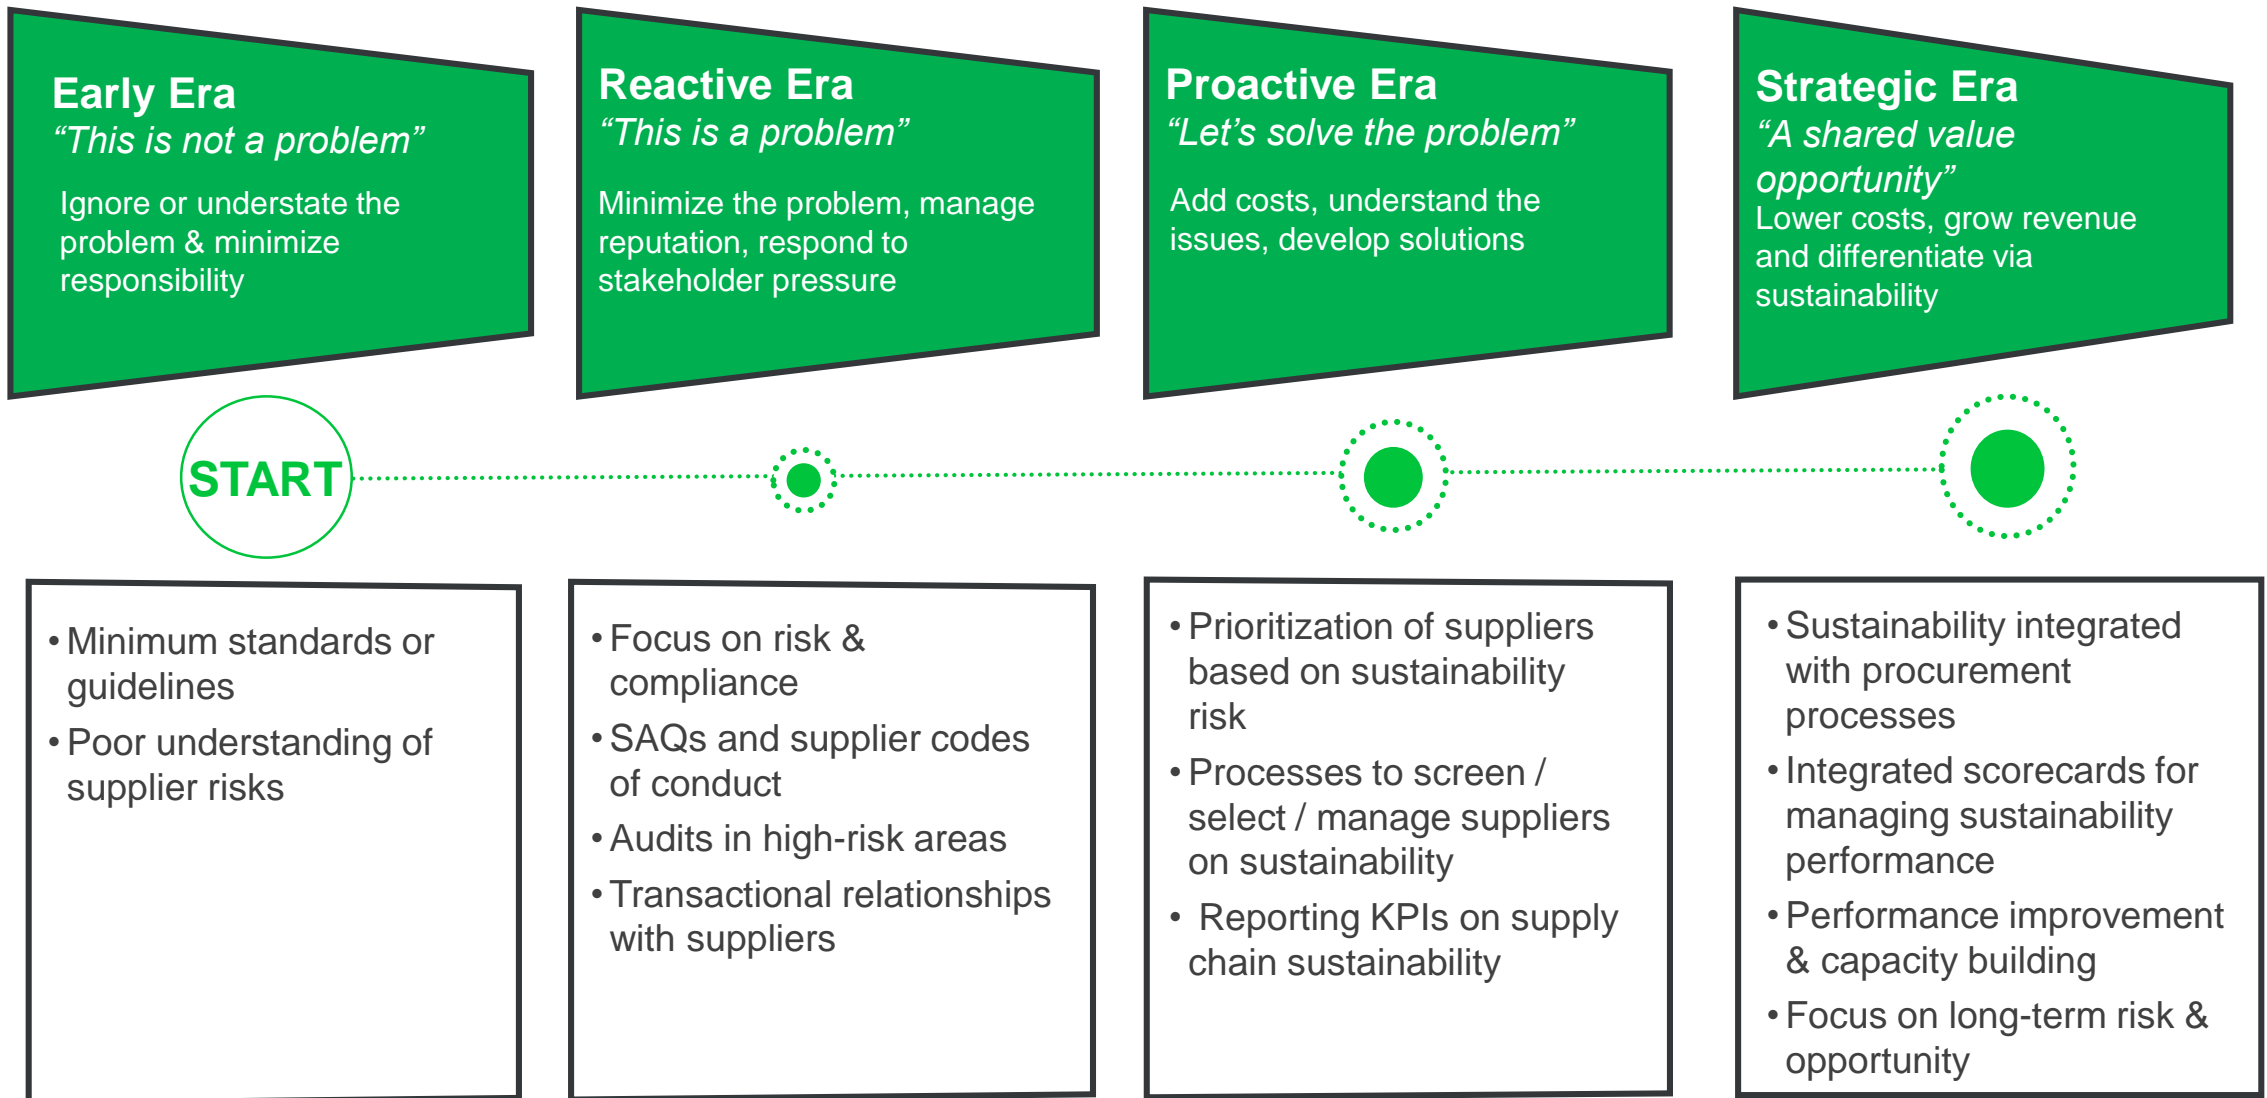 Early Era
“This is not a problem”
Ignore or understate the
problem & minimize
responsibility
Reactive Era
“This is a problem”
Minimize the problem, manage
reputation, respond to
stakeholder pressure
Proactive Era
“Let’s solve the problem”
Add costs, understand the
issues, develop solutions
Strategic Era
“A shared value
opportunity”
Lower costs, grow revenue
and differentiate via
sustainability
START
• Minimum standards or
guidelines
• Poor understanding of
supplier risks
• Focus on risk &
compliance
• SAQs and supplier codes
of conduct
• Audits in high-risk areas
• Transactional relationships
with suppliers
• Prioritization of suppliers
based on sustainability
risk
• Processes to screen /
select / manage suppliers
on sustainability
• Reporting KPIs on supply
chain sustainability
• Sustainability integrated
with procurement
processes
• Integrated scorecards for
managing sustainability
performance
• Performance improvement
& capacity building
• Focus on long-term risk &
opportunity